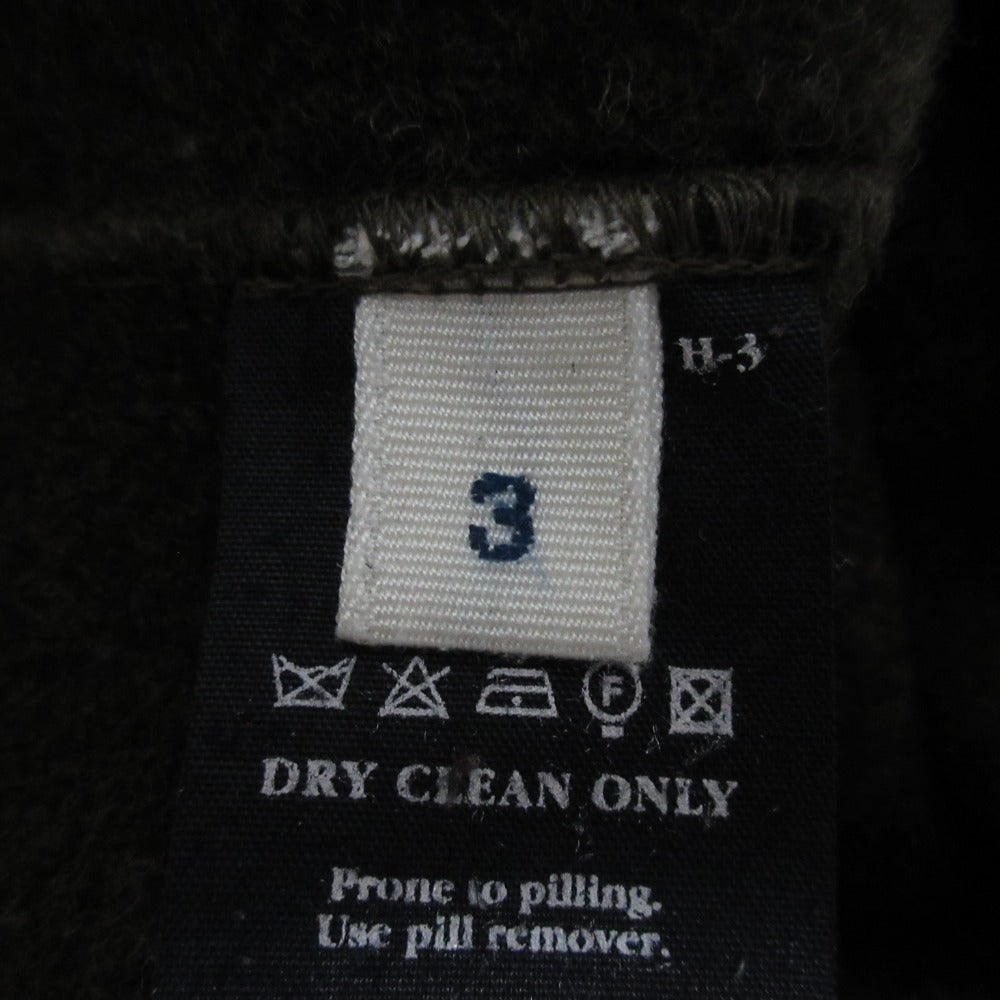 H-3
3
F
DRY CLEAN ONLY
Prone to pilling.
Use pill remover.